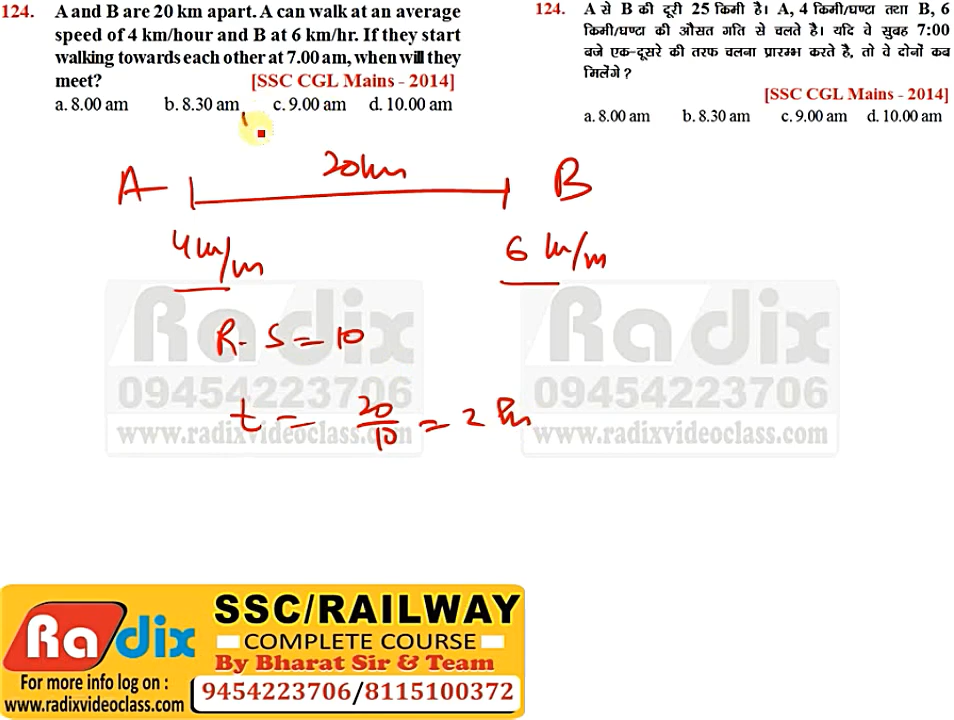 124. A and B are 20 km apart. A can walk at an average
speed of 4 km/hour and B at 6 km/hr. If they start
walking towards each other at 7.00 am, when will they
meet? [SSC CGL Mains - 2014]
a. 8.00 am b. 8.30 am c. 9.00 am d. 10.00 am
124. A से B की दूरी 25 किमी है। A, 4 किमी/घण्टा तथा B, 6
किमी/घण्टा की औसत गति से चलते है। यदि वे सुबह 7:00
बजे एक-दूसरे की तरफ चलना प्रारम्भ करते है, तो वे दोनों कब
मिलेंगे ?
[SSC CGL Mains - 2014]
a. 8.00 am b. 8.30 am c. 9.00 am d. 10.00 am
20km
A B
4
6
R. S = 10
t = 20/10 = 2
Radix Radix
09454223706 09454223706
www.radixvideoclass.com www.radixvideoclass.com
Radix
For more info log on :
www.radixvideoclass.com
SSC/RAILWAY
COMPLETE COURSE
By Bharat Sir & Team
9454223706/8115100372